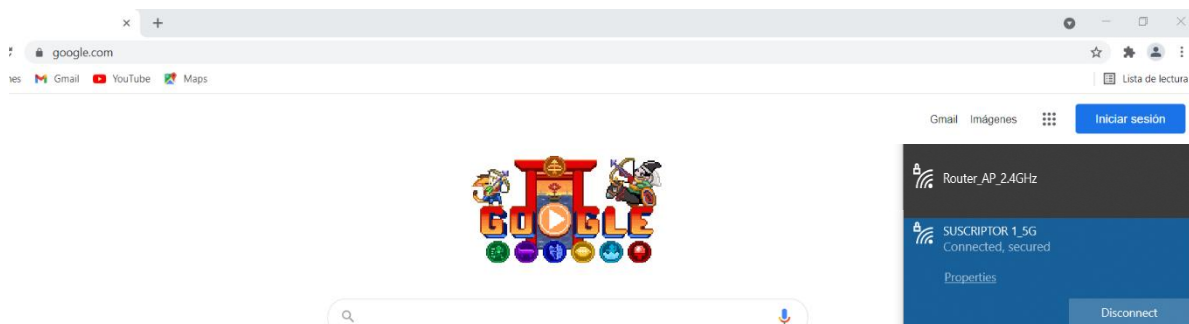 google.com
Gmail YouTube Maps
Lista de lectura
Gmail Imágenes
Iniciar sesión
GOOGLE
Router_AP_2.4GHz
SUSCRIPTOR 1_5G
Connected, secured
Properties
Disconnect